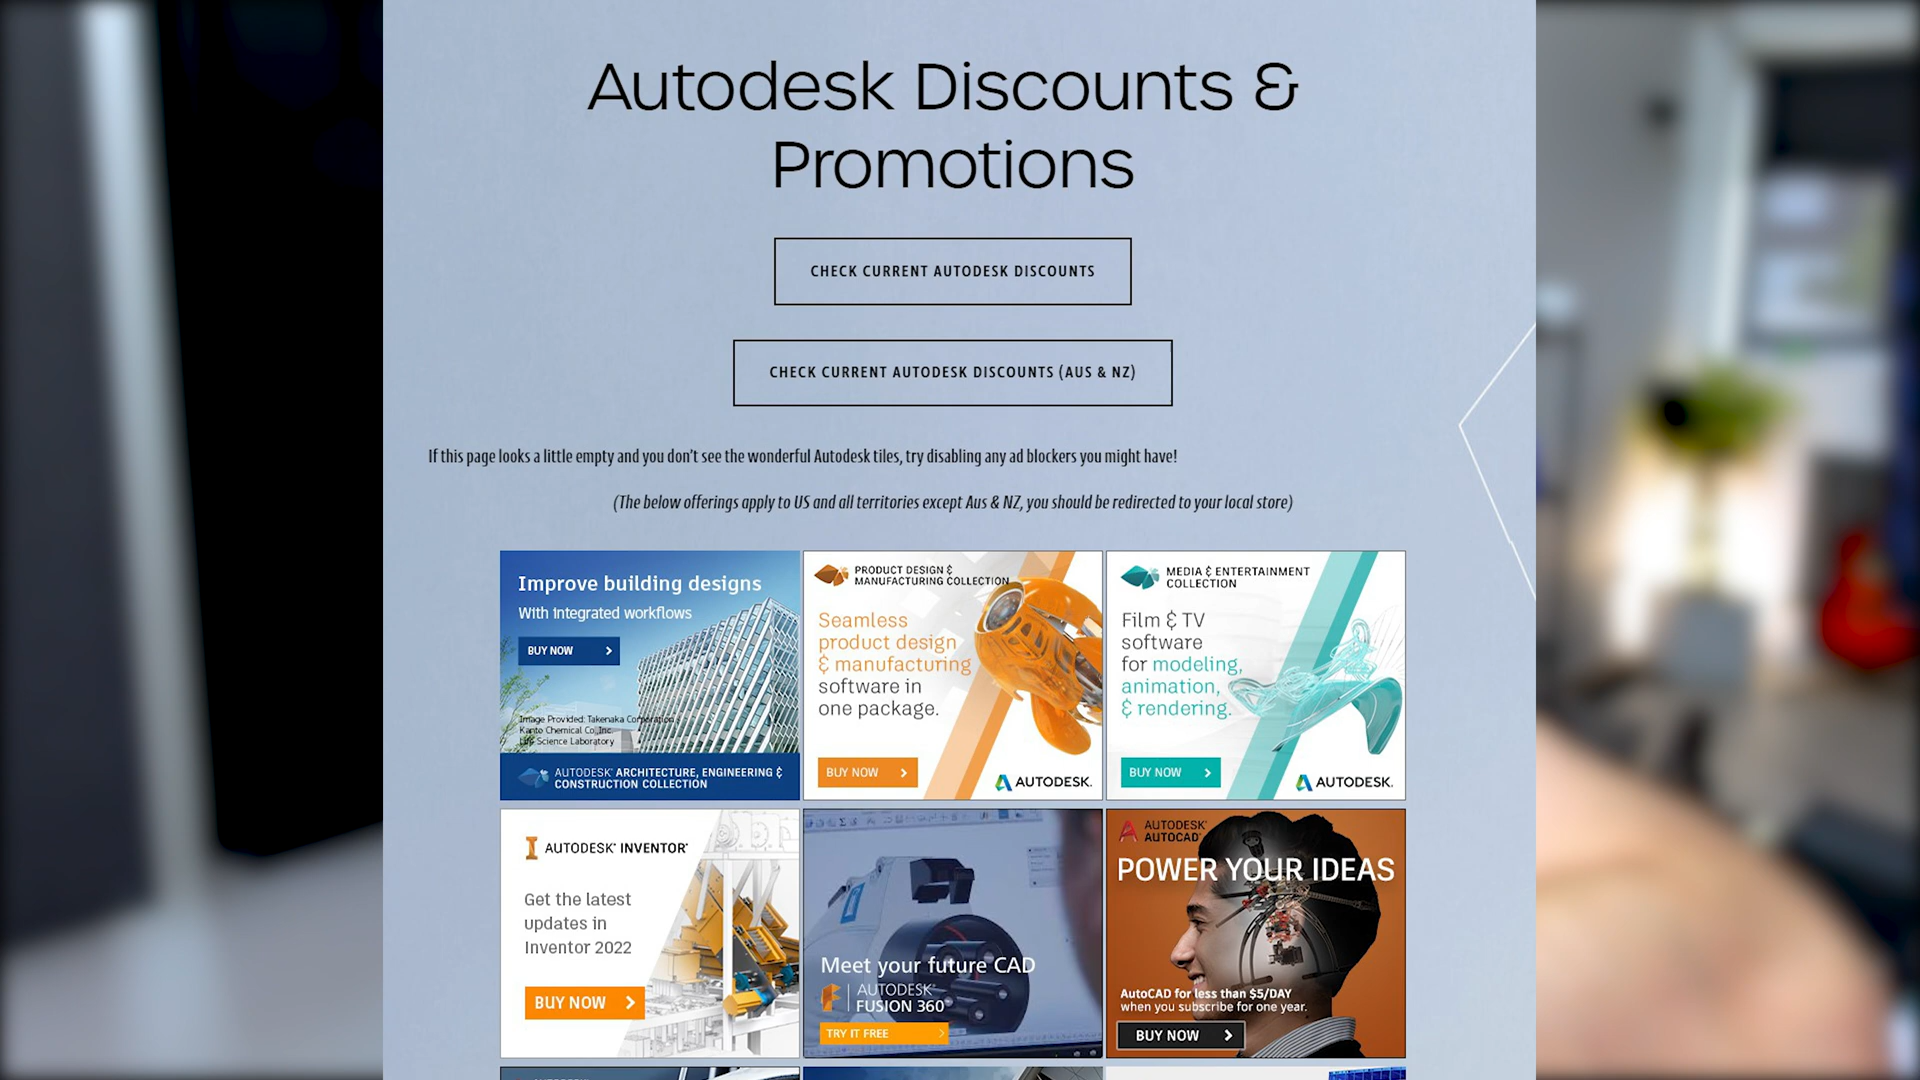 Autodesk Discounts &
Promotions
CHECK CURRENT AUTODESK DISCOUNTS
CHECK CURRENT AUTODESK DISCOUNTS (AUS & NZ)
If this page looks a little empty and you don't see the wonderful Autodesk tiles, try disabling any ad blockers you might have!
(The below offerings apply to US and all territories except Aus & NZ, you should be redirected to your local store)
Improve building designs
With integrated workflows
BUY NOW
Image Provided: Takenaka Corporation
Kanto Chemical Co., Inc.
Life Science Laboratory
AUTODESK® ARCHITECTURE, ENGINEERING &
CONSTRUCTION COLLECTION
PRODUCT DESIGN &
MANUFACTURING COLLECTION
Seamless
product design
& manufacturing
software in
one package.
BUY NOW
AUTODESK.
MEDIA & ENTERTAINMENT
COLLECTION
Film & TV
software
for modeling,
animation,
& rendering.
BUY NOW
AUTODESK.
AUTODESK® INVENTOR®
Get the latest
updates in
Inventor 2022
BUY NOW
Meet your future CAD
AUTODESK®
FUSION 360™
TRY IT FREE
AUTODESK®
AUTOCAD®
POWER YOUR IDEAS
AutoCAD for less than $5/DAY
when you subscribe for one year.
BUY NOW